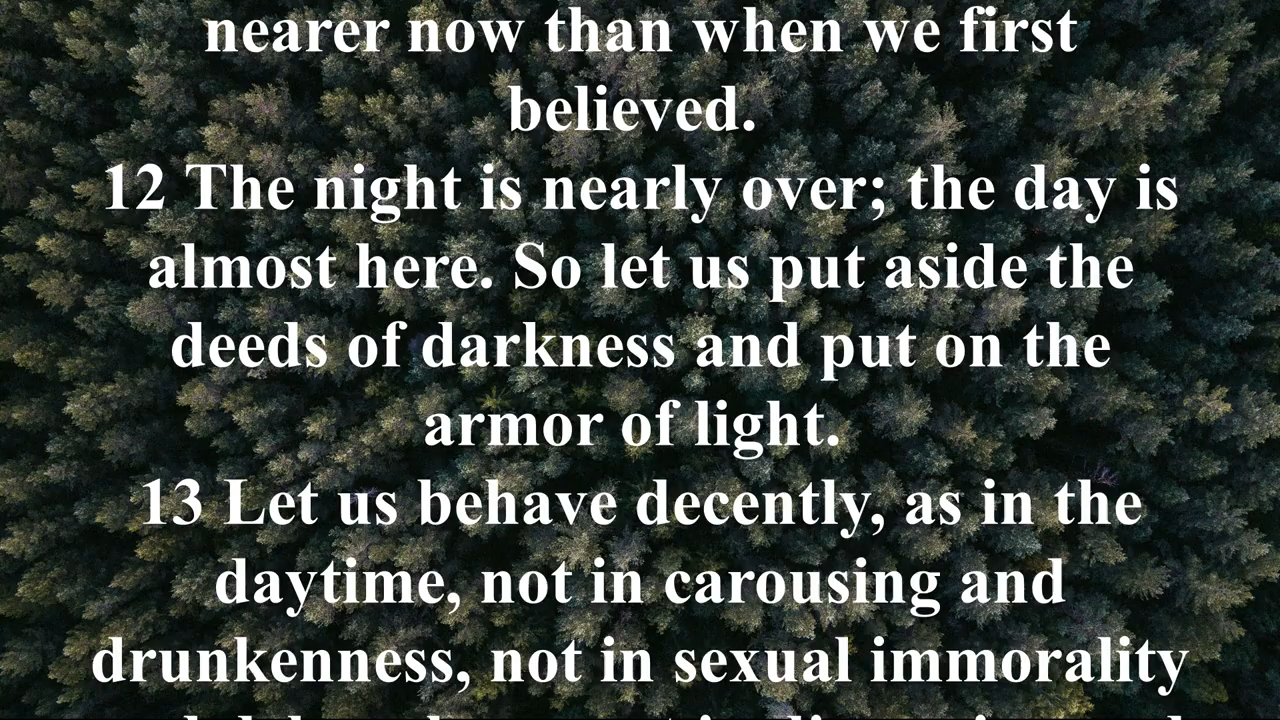 nearer now than when we first
believed.
12 The night is nearly over; the day is
almost here. So let us put aside the
deeds of darkness and put on the
armor of light.
13 Let us behave decently, as in the
daytime, not in carousing and
drunkenness, not in sexual immorality